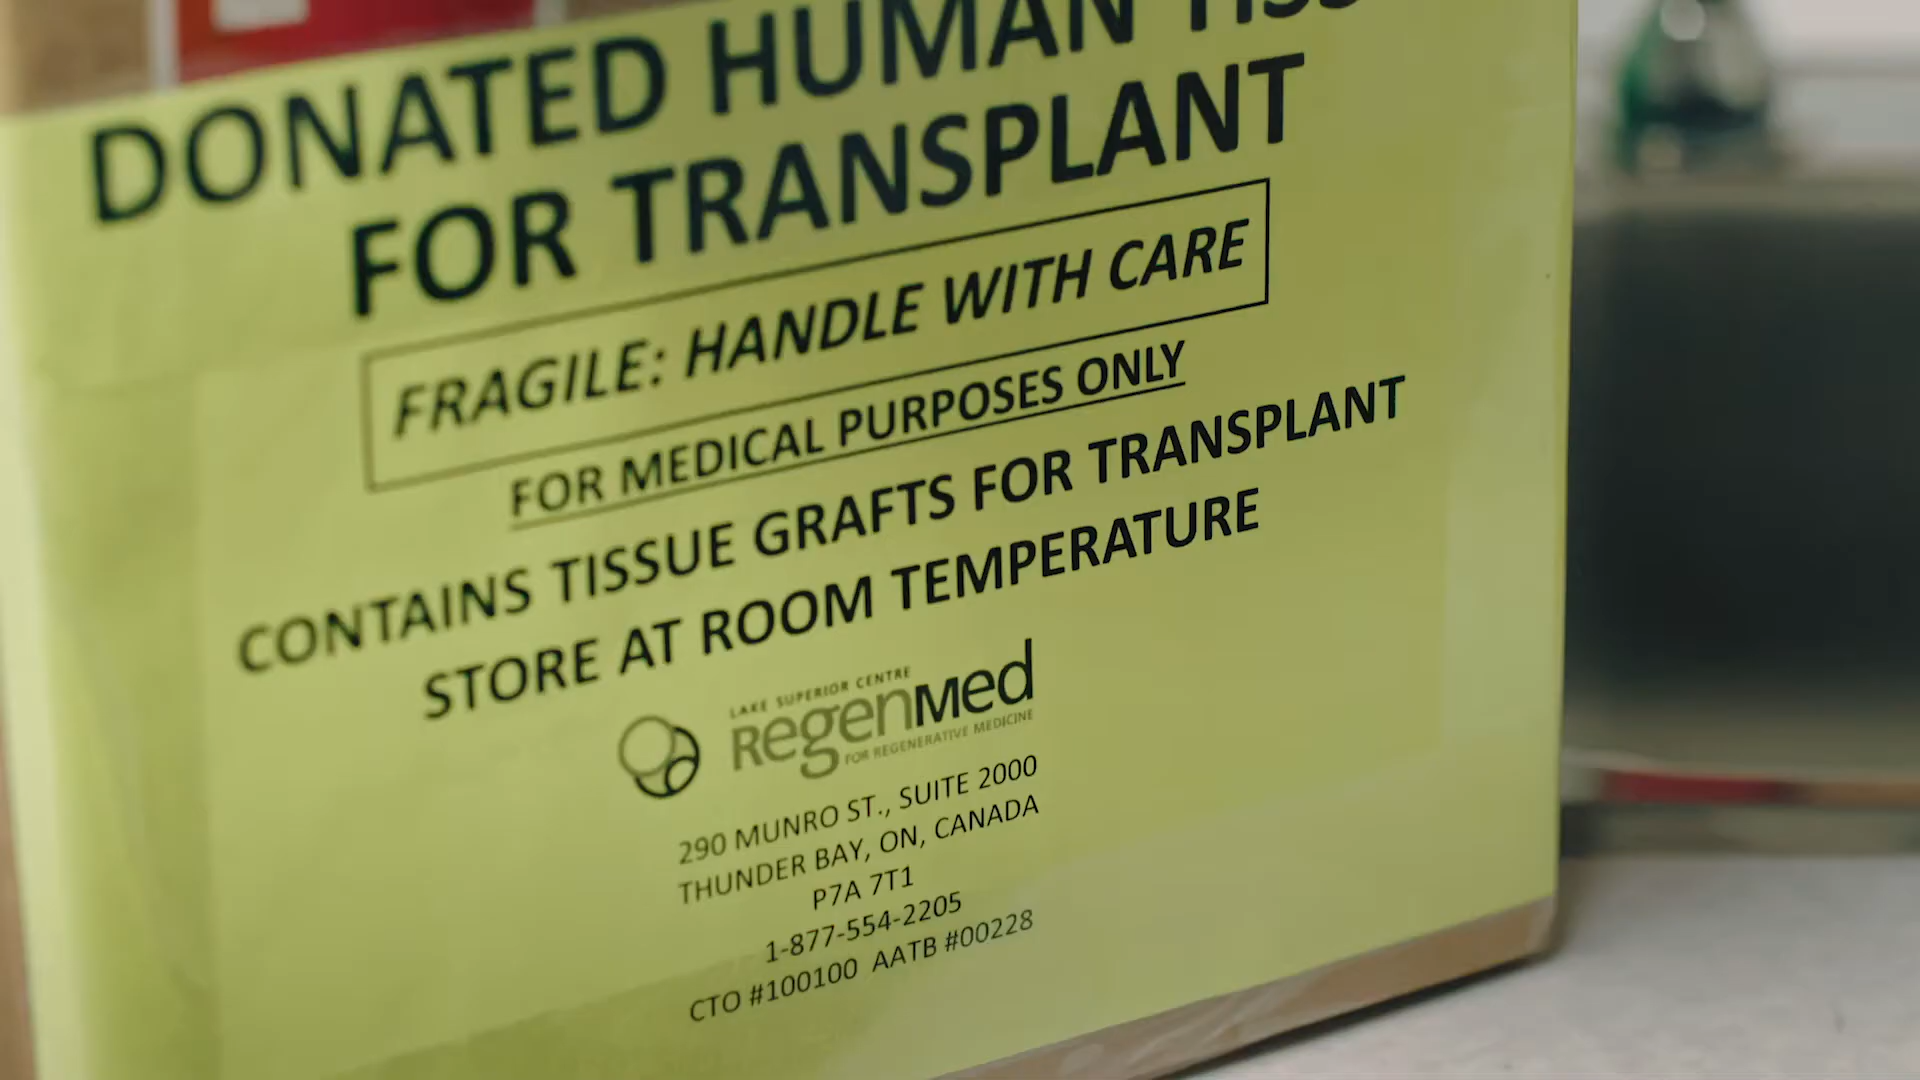 DONATED HUMAN
FOR TRANSPLANT
FRAGILE: HANDLE WITH CARE
FOR MEDICAL PURPOSES ONLY
CONTAINS TISSUE GRAFTS FOR TRANSPLANT
STORE AT ROOM TEMPERATURE
LAKE SUPERIOR CENTRE
RegenMed
FOR REGENERATIVE MEDICINE
290 MUNRO ST., SUITE 2000
THUNDER BAY, ON, CANADA
P7A 7T1
1-877-554-2205
CTO #100100 AATB #00228